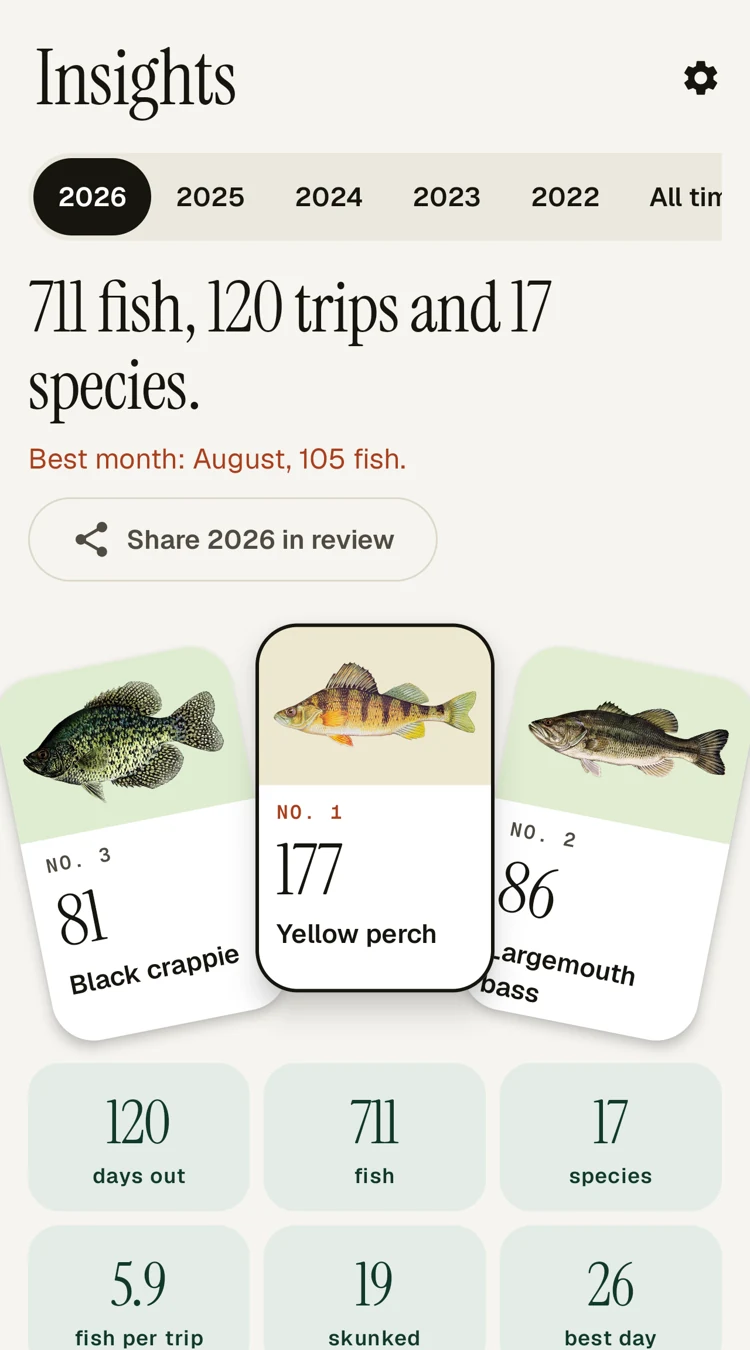 Insights
2026 2025 2024 2023 2022 All tim
711 fish, 120 trips and 17
species.
Best month: August, 105 fish.
Share 2026 in review
NO. 3
81
Black crappie
NO. 1
177
Yellow perch
NO. 2
86
Largemouth
bass
120
days out
711
fish
17
species
5.9
fish per trip
19
skunked
26
best day